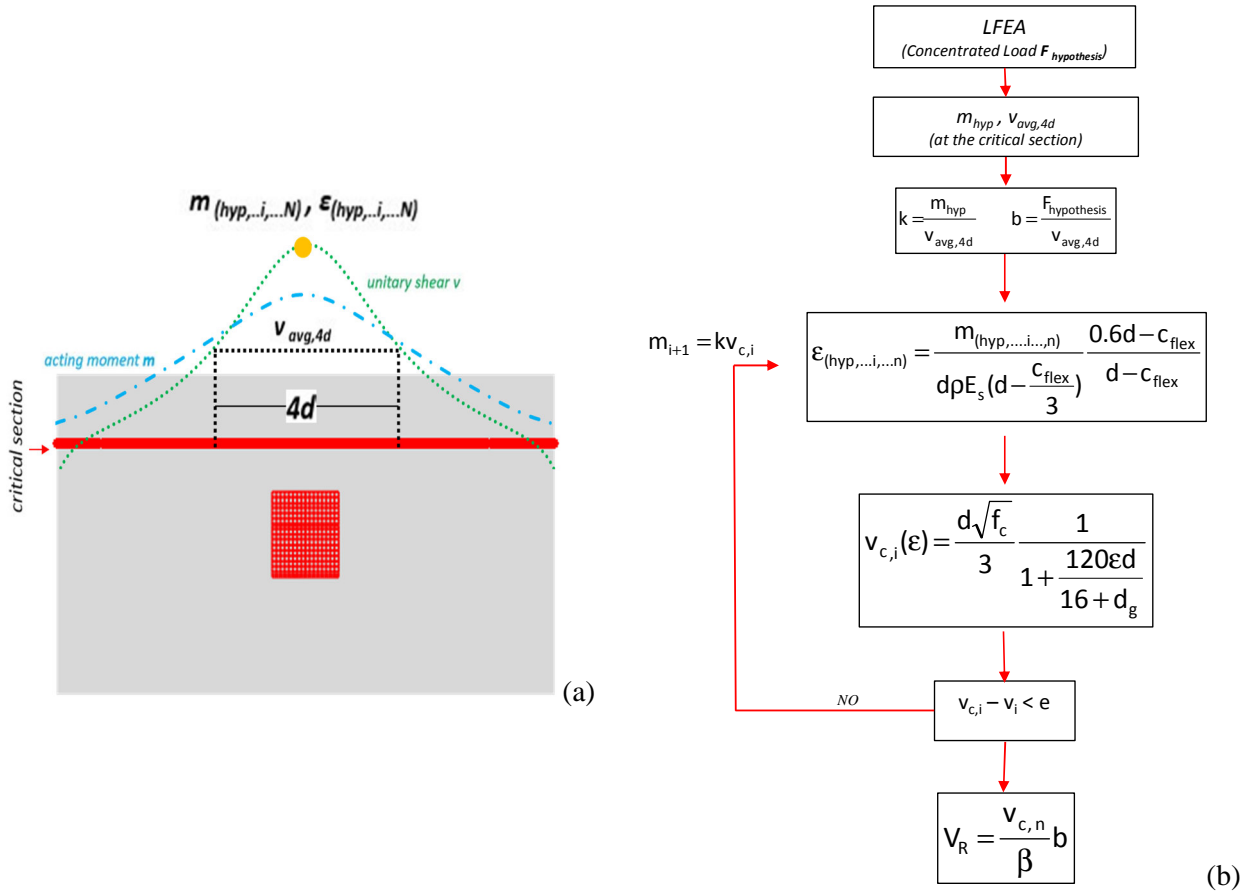 m (hyp,..i,...N) , ε(hyp,..i,...N)
unitary shear v
v avg,4d
acting moment m
4d
critical section
(a)
LFEA
(Concentrated Load F hypothesis)
m hyp , v avg,4d
(at the critical section)
k = m hyp / v avg,4d b = F hypothesis / v avg,4d
m i+1 = kv c,i
ε (hyp,...i,...n) = m (hyp,....i...,n) / dρE s (d − c flex / 3) 0.6d − c flex / d − c flex
v c,i (ε) = d√f c / 3 1 / 1 + 120εd / 16 + d g
NO
v c,i − v i < e
V R = v c,n / β b
(b)